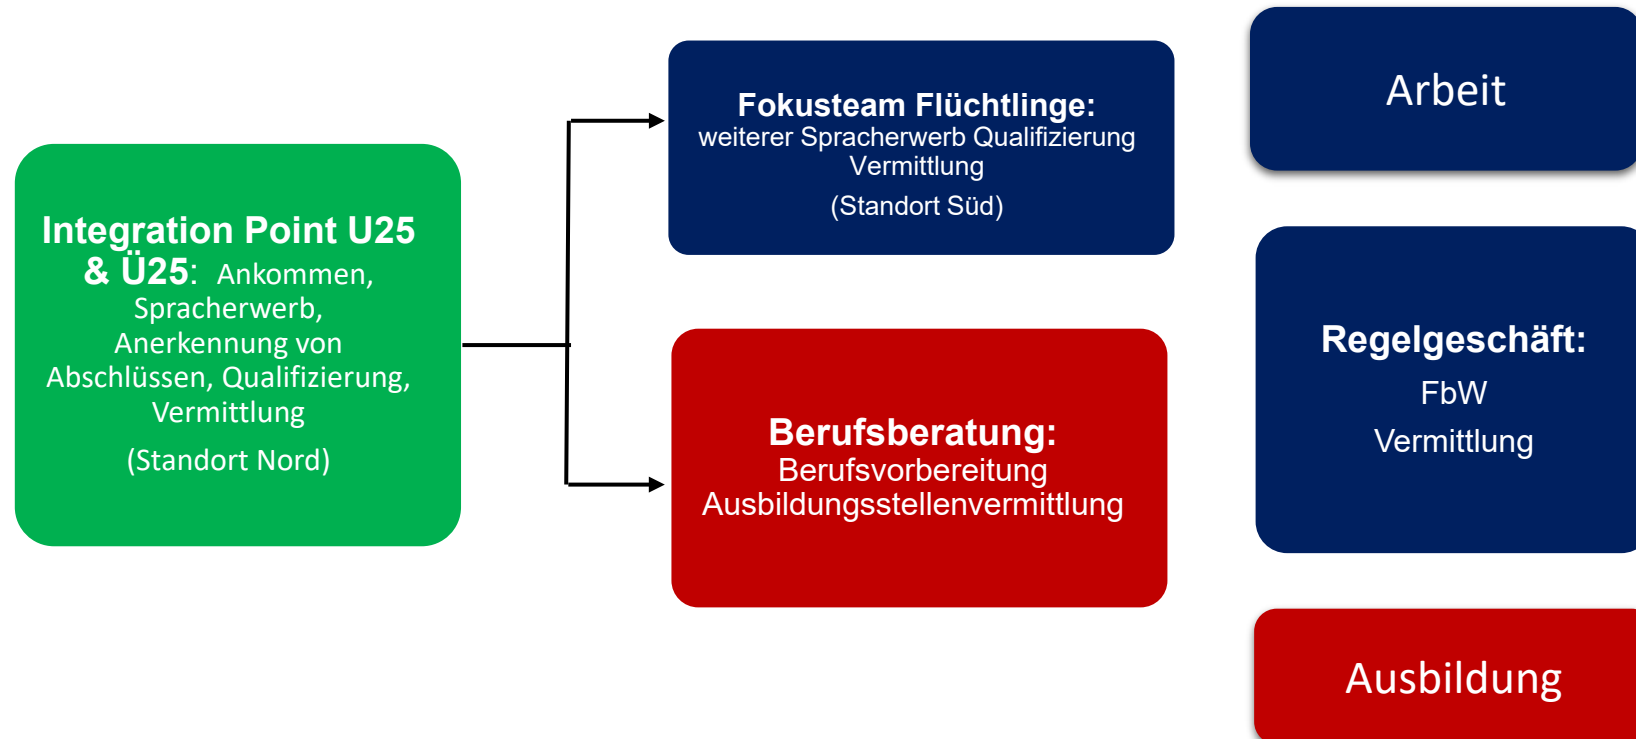 Integration Point U25
& Ü25: Ankommen,
Spracherwerb,
Anerkennung von
Abschlüssen, Qualifizierung,
Vermittlung
(Standort Nord)
Fokusteam Flüchtlinge:
weiterer Spracherwerb Qualifizierung
Vermittlung
(Standort Süd)
Berufsberatung:
Berufsvorbereitung
Ausbildungsstellenvermittlung
Arbeit
Regelgeschäft:
FbW
Vermittlung
Ausbildung